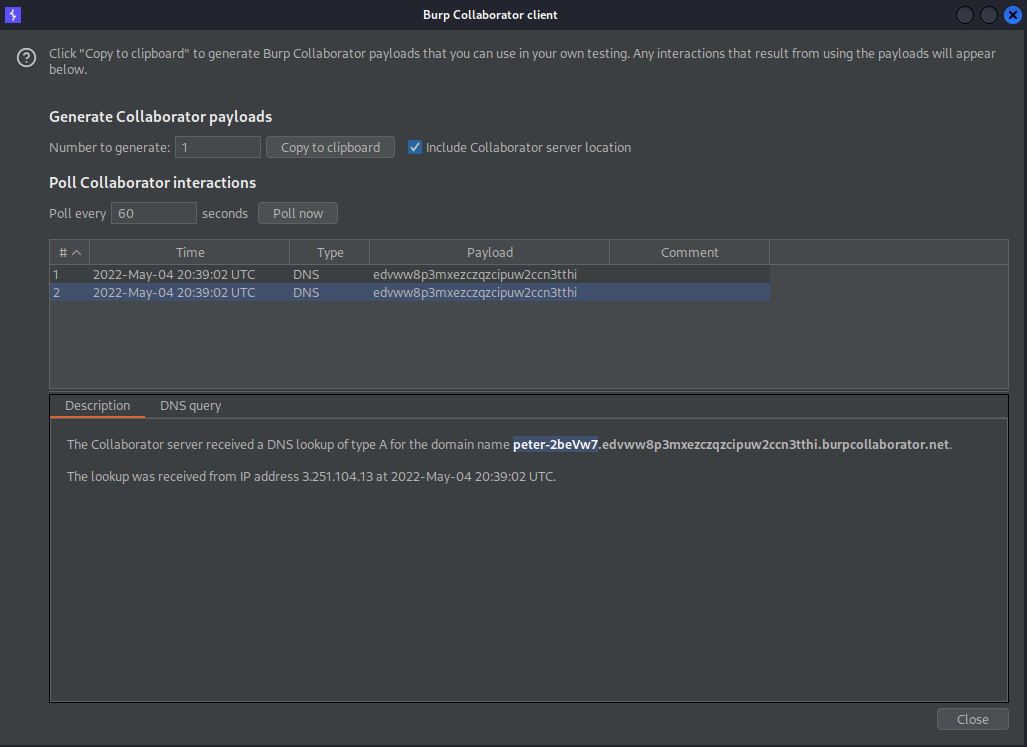 Burp Collaborator client
Click "Copy to clipboard" to generate Burp Collaborator payloads that you can use in your own testing. Any interactions that result from using the payloads will appear
below.
Generate Collaborator payloads
Number to generate: 1 Copy to clipboard Include Collaborator server location
Poll Collaborator interactions
Poll every 60 seconds Poll now
# Time Type Payload Comment
1 2022-May-04 20:39:02 UTC DNS edvww8p3mxezczqzcipuw2ccn3tthi
2 2022-May-04 20:39:02 UTC DNS edvww8p3mxezczqzcipuw2ccn3tthi
Description DNS query
The Collaborator server received a DNS lookup of type A for the domain name peter-2beVw7.edvww8p3mxezczqzcipuw2ccn3tthi.burpcollaborator.net.
The lookup was received from IP address 3.251.104.13 at 2022-May-04 20:39:02 UTC.
Close